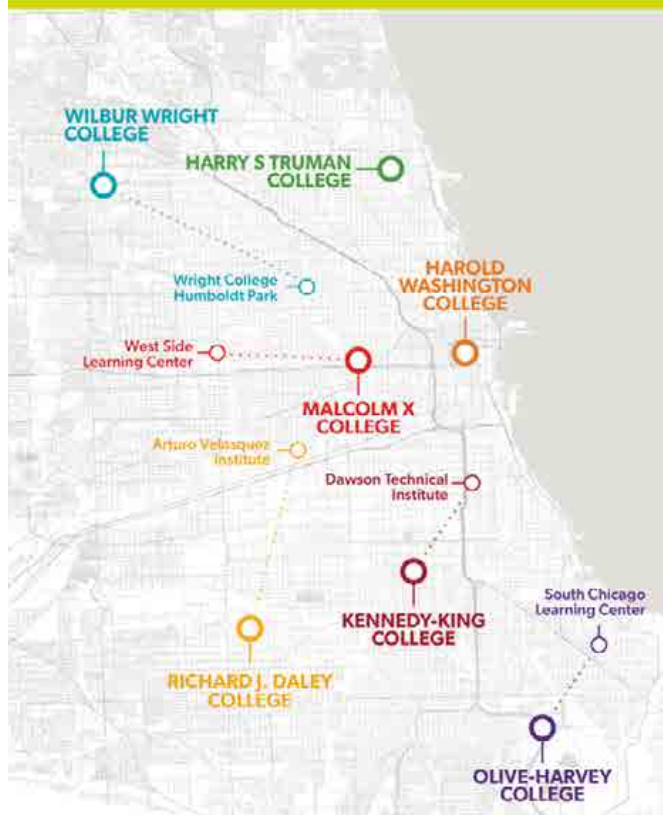 WILBUR WRIGHT
COLLEGE
HARRY S TRUMAN
COLLEGE
Wright College
Humboldt Park
HAROLD
WASHINGTON
COLLEGE
West Side
Learning Center
MALCOLM X
COLLEGE
Arturo Velasquez
Institute
Dawson Technical
Institute
KENNEDY-KING
COLLEGE
South Chicago
Learning Center
RICHARD J. DALEY
COLLEGE
OLIVE-HARVEY
COLLEGE